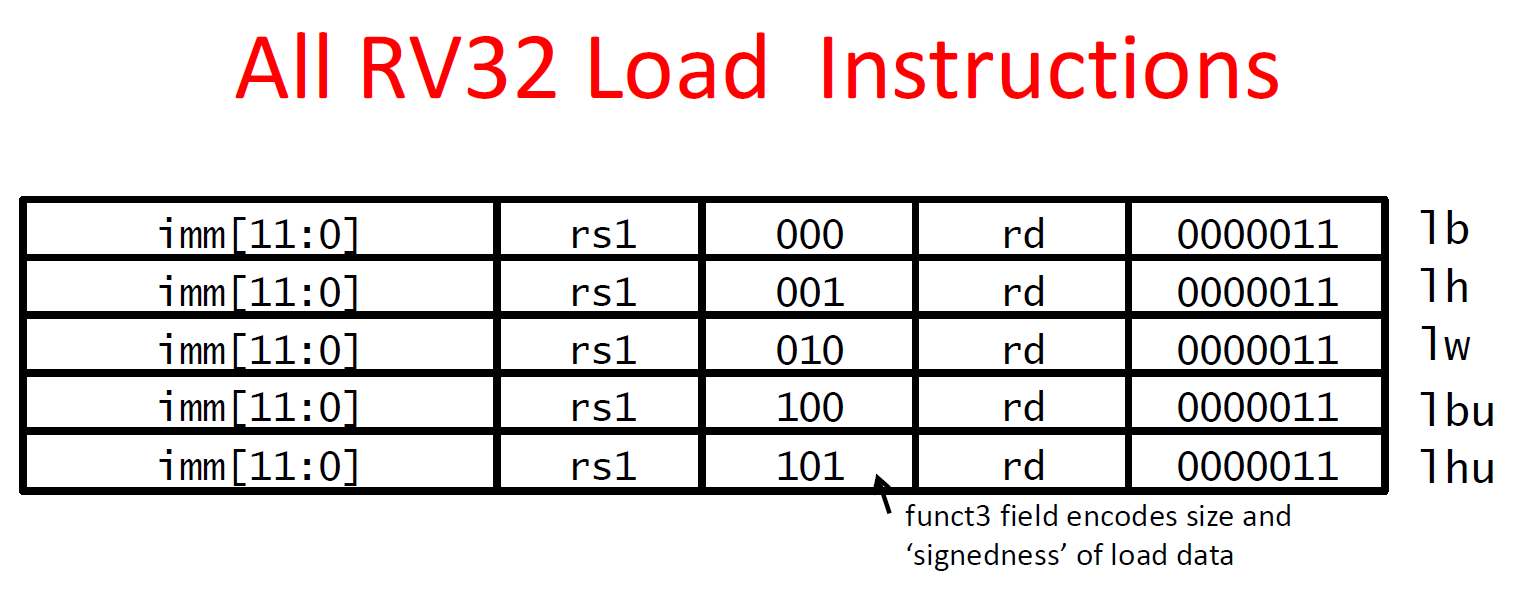 All RV32 Load  Instructions
imm[11:0] rs1 000 rd 0000011 lb
imm[11:0] rs1 001 rd 0000011 lh
imm[11:0] rs1 010 rd 0000011 lw
imm[11:0] rs1 100 rd 0000011 lbu
imm[11:0] rs1 101 rd 0000011 lhu
funct3 field encodes size and
‘signedness’ of load data